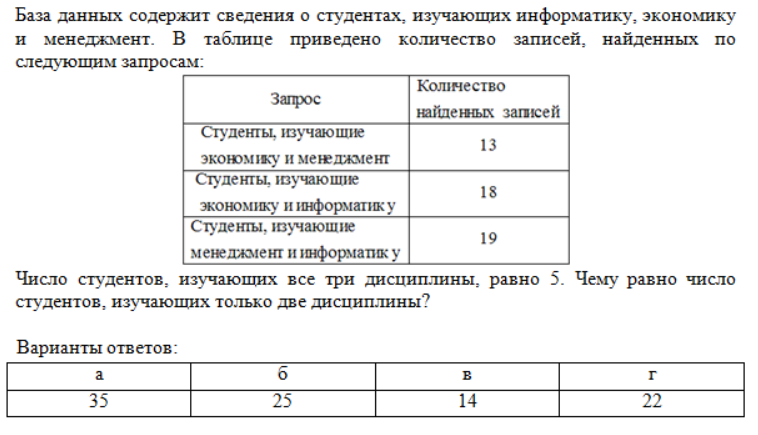 База данных содержит сведения о студентах, изучающих информатику, экономику
и менеджмент. В таблице приведено количество записей, найденных по
следующим запросам:
Запрос
Количество
найденных записей
Студенты, изучающие
экономику и менеджмент
13
Студенты, изучающие
экономику и информатик у
18
Студенты, изучающие
менеджмент и информатик у
19
Число студентов, изучающих все три дисциплины, равно 5. Чему равно число
студентов, изучающих только две дисциплины?
Варианты ответов:
а б в г
35 25 14 22